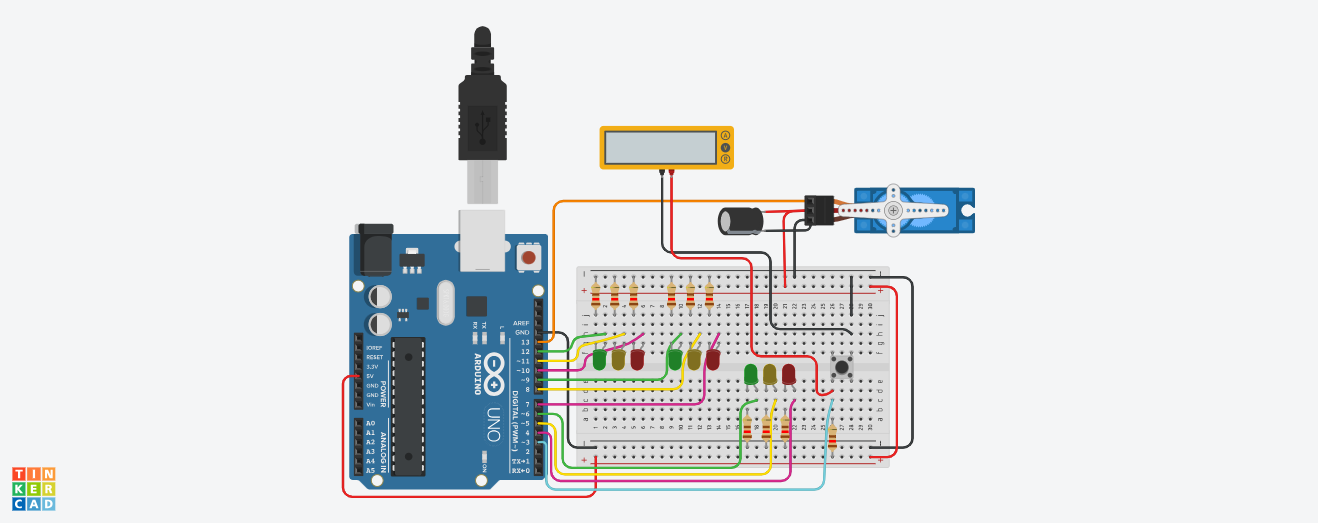 A
V
R
AREF
GND
13
12
~11
~10
~9
8
7
~6
~5
4
~3
2
TX→1
RX←0
DIGITAL (PWM~)
RX
TX
L
ON
ARDUINO
UNO
IOREF
RESET
3.3V
5V
GND
GND
Vin
POWER
A0
A1
A2
A3
A4
A5
ANALOG IN
TIN
KER
CAD